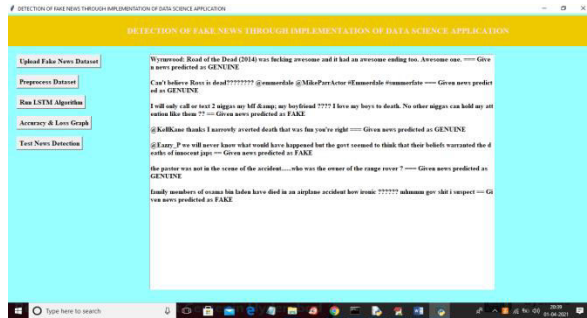 DETECTION OF FAKE NEWS THROUGH IMPLEMENTATION OF DATA SCIENCE APPLICATION
DETECTION OF FAKE NEWS THROUGH IMPLEMENTATION OF DATA SCIENCE APPLICATION
Upload Fake News Dataset
Preprocess Dataset
Run LSTM Algorithm
Accuracy & Loss Graph
Test News Detection
Wyrmwood: Road of the Dead (2014) was fucking awesome and it had an awesome ending too. Awesome one. === Give
n news predicted as GENUINE
Can't believe Ross is dead???????? @emmerdale @MikeParrActor #Emmerdale #summerfate === Given news predict
ed as GENUINE
I will only call or text 2 niggas my bff &amp; my boyfriend ???? I love my boys to death. No other niggas can hold my att
ention like them ?? == Given news predicted as FAKE
@KellKane thanks I narrowly averted death that was fun you're right === Given news predicted as GENUINE
@Eazzy_P we will never know what would have happened but the govt seemed to think that their beliefs warranted the d
eaths of innocent japs == Given news predicted as FAKE
the pastor was not in the scene of the accident......who was the owner of the range rover ? === Given news predicted as
GENUINE
family members of osama bin laden have died in an airplane accident how ironic ?????? mhmmm gov shit i suspect == Gi
ven news predicted as FAKE
Type here to search
20:59
01-04-2021